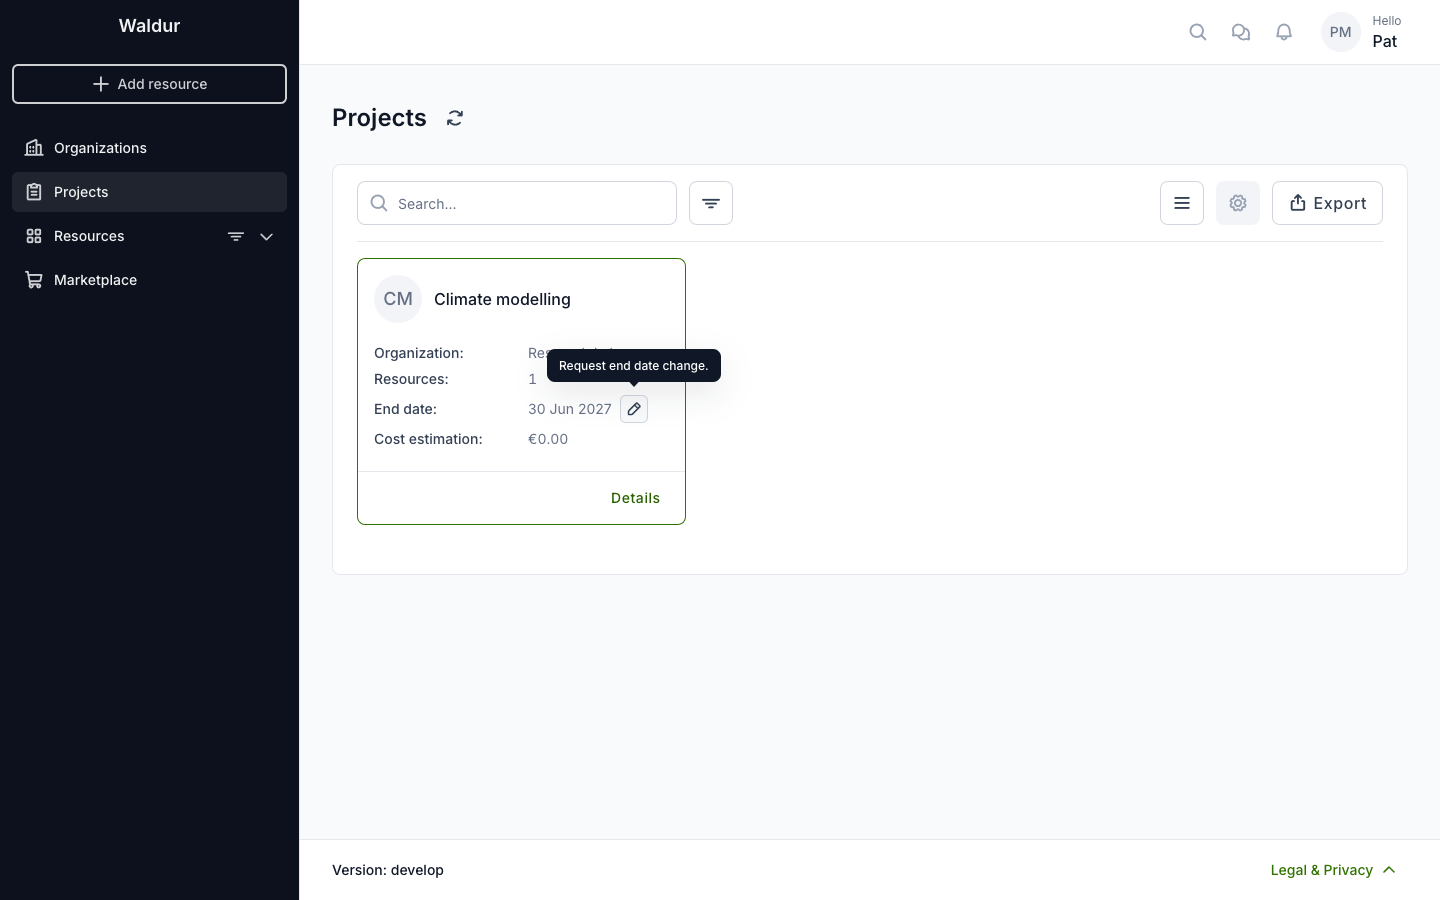 Waldur
Add resource
Organizations
Projects
Resources
Marketplace
PM
Hello
Pat
Projects
Search...
Export
CM
Climate modelling
Organization:
Request end date change.
Resources:
1
End date:
30 Jun 2027
Cost estimation:
€0.00
Details
Version: develop
Legal & Privacy